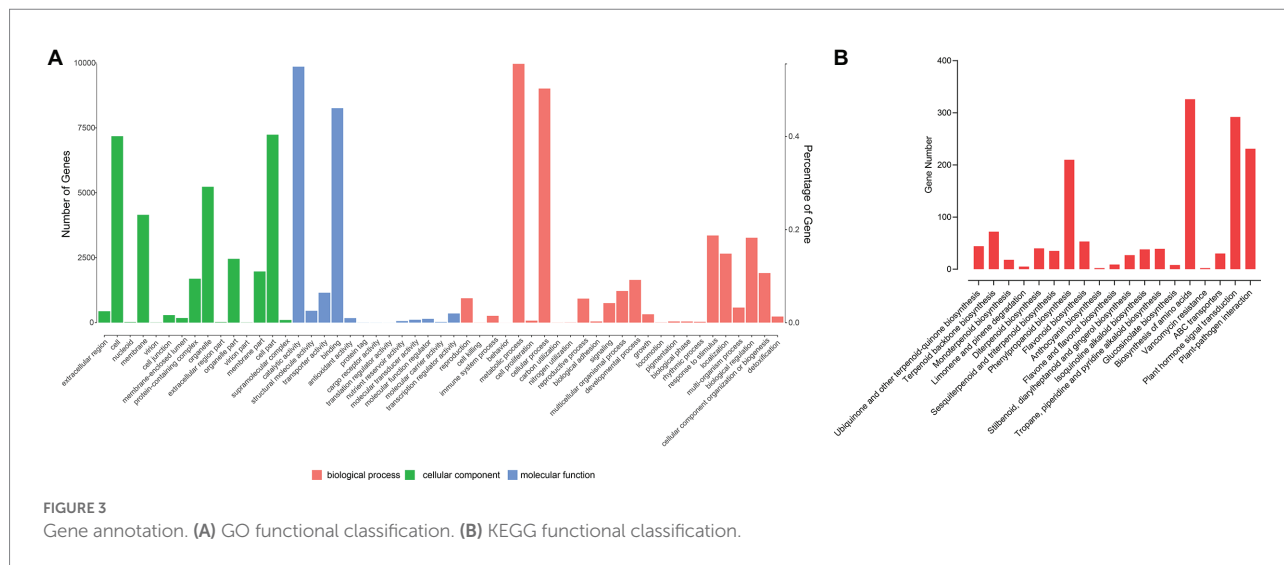 A
Number of Genes
10000
7500
5000
2500
0
Percentage of Gene
0.4
0.2
0.0
extracellular region
cell
nucleoid
membrane
virion
cell junction
membrane-enclosed lumen
protein-containing complex
organelle
extracellular region part
organelle part
virion part
membrane part
cell part
supramolecular complex
catalytic activity
structural molecule activity
transporter activity
binding
antioxidant activity
protein tag
cargo receptor activity
translation regulator activity
nutrient reservoir activity
molecular transducer activity
molecular function regulator
molecular carrier activity
transcription regulator activity
reproduction
cell killing
immune system process
behavior
metabolic process
cell proliferation
cellular process
carbon utilization
nitrogen utilization
reproductive process
biological adhesion
signaling
multicellular organismal process
developmental process
growth
locomotion
pigmentation
biological phase
rhythmic process
response to stimulus
localization
multi-organism process
biological regulation
cellular component organization or biogenesis
detoxification
biological process
cellular component
molecular function
B
Gene Number
400
300
200
100
0
Ubiquinone and other terpenoid-quinone biosynthesis
Terpenoid backbone biosynthesis
Monoterpenoid biosynthesis
Limonene and pinene degradation
Diterpenoid biosynthesis
Sesquiterpenoid and triterpenoid biosynthesis
Phenylpropanoid biosynthesis
Flavonoid biosynthesis
Anthocyanin biosynthesis
Flavone and flavonol biosynthesis
Stilbenoid, diarylheptanoid and gingerol biosynthesis
Isoquinoline alkaloid biosynthesis
Tropane, piperidine and pyridine alkaloid biosynthesis
Glucosinolate biosynthesis
Biosynthesis of amino acids
Vancomycin resistance
ABC transporters
Plant hormone signal transduction
Plant-pathogen interaction
FIGURE 3
Gene annotation. (A) GO functional classification. (B) KEGG functional classification.